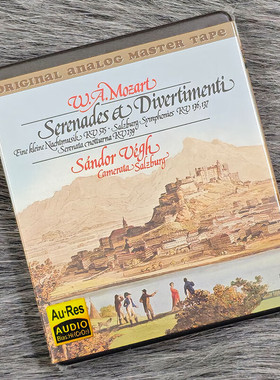 ORIGINAL ANALOG MASTER TAPE
W.A.Mozart
Serenades et Divertimenti
Eine kleine Nachtmusik KV 525 · Salzburg Symphonies KV 136, 137
Serenata notturna KV 239
Sándor Végh
Camerata Salzburg
Au·Res
AUDIO